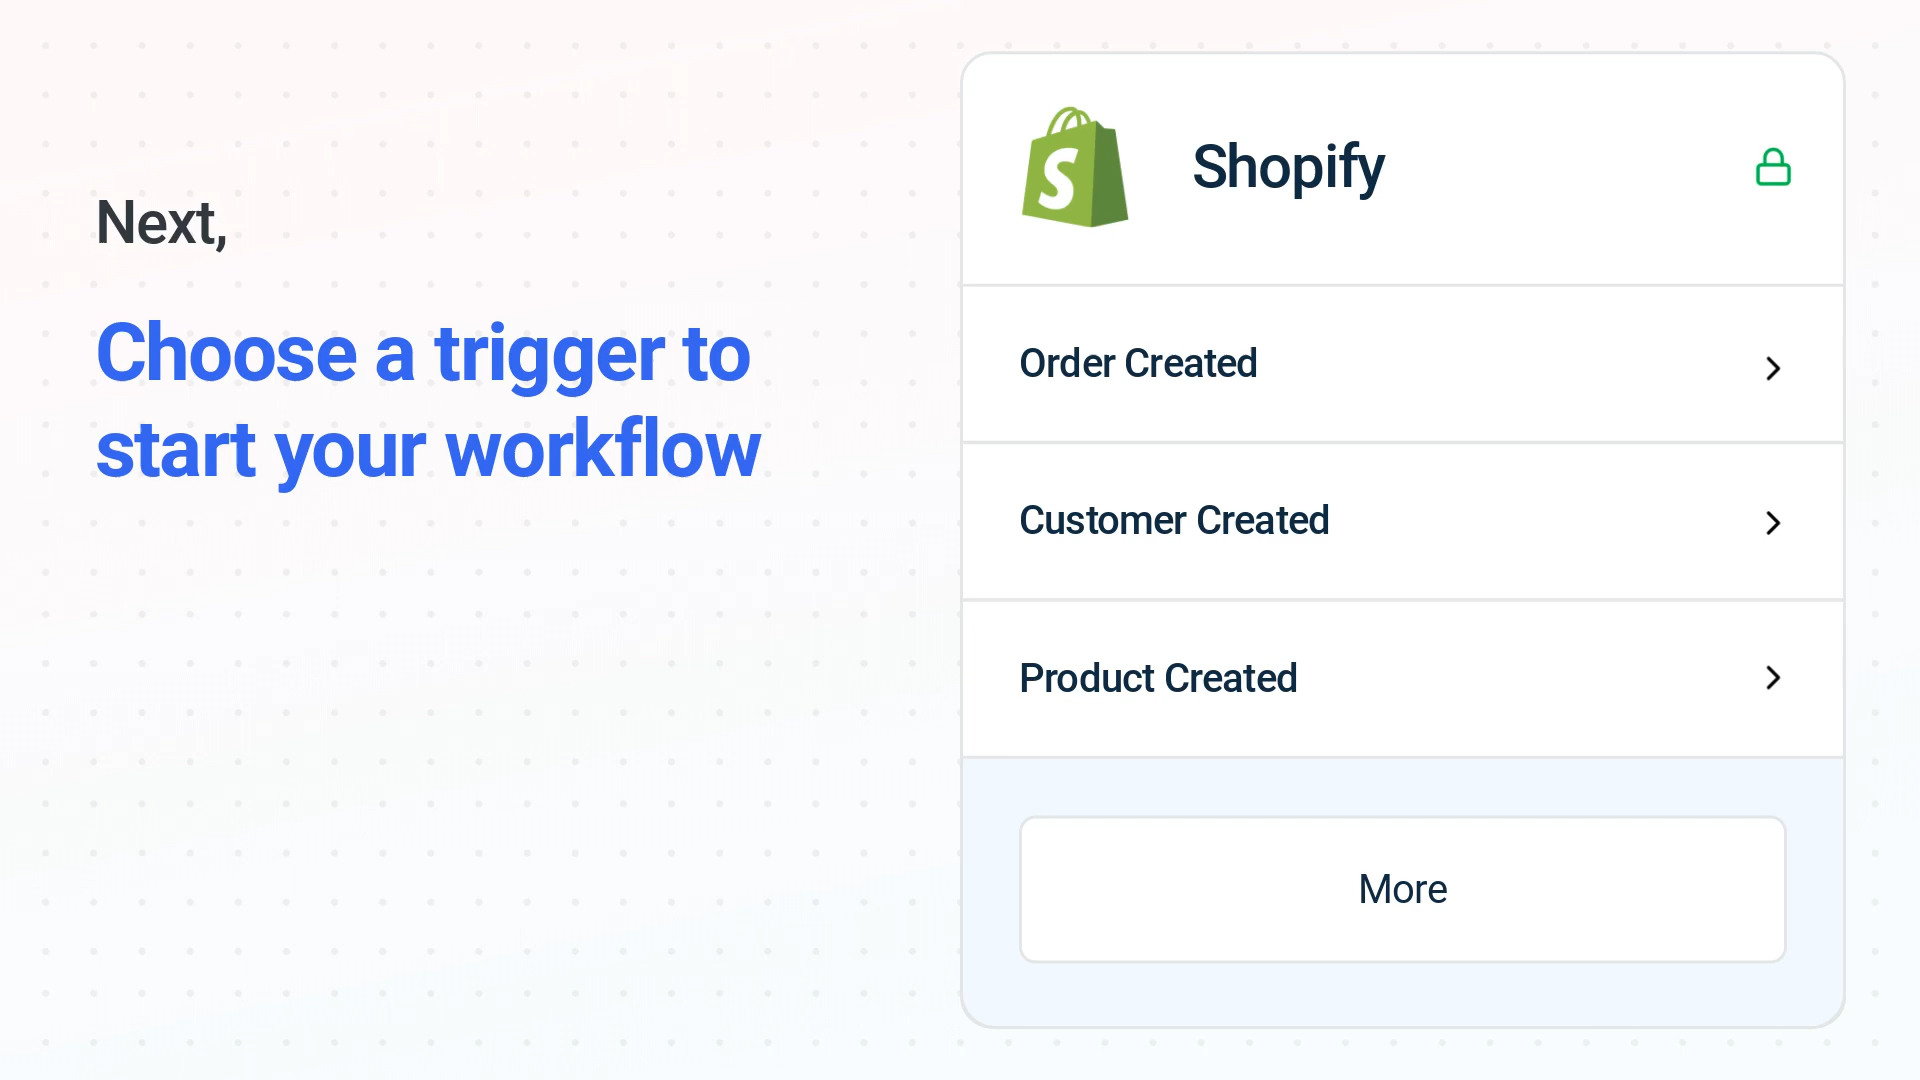 Next,
Choose a trigger to
start your workflow
S
Shopify
Order Created
Customer Created
Product Created
More